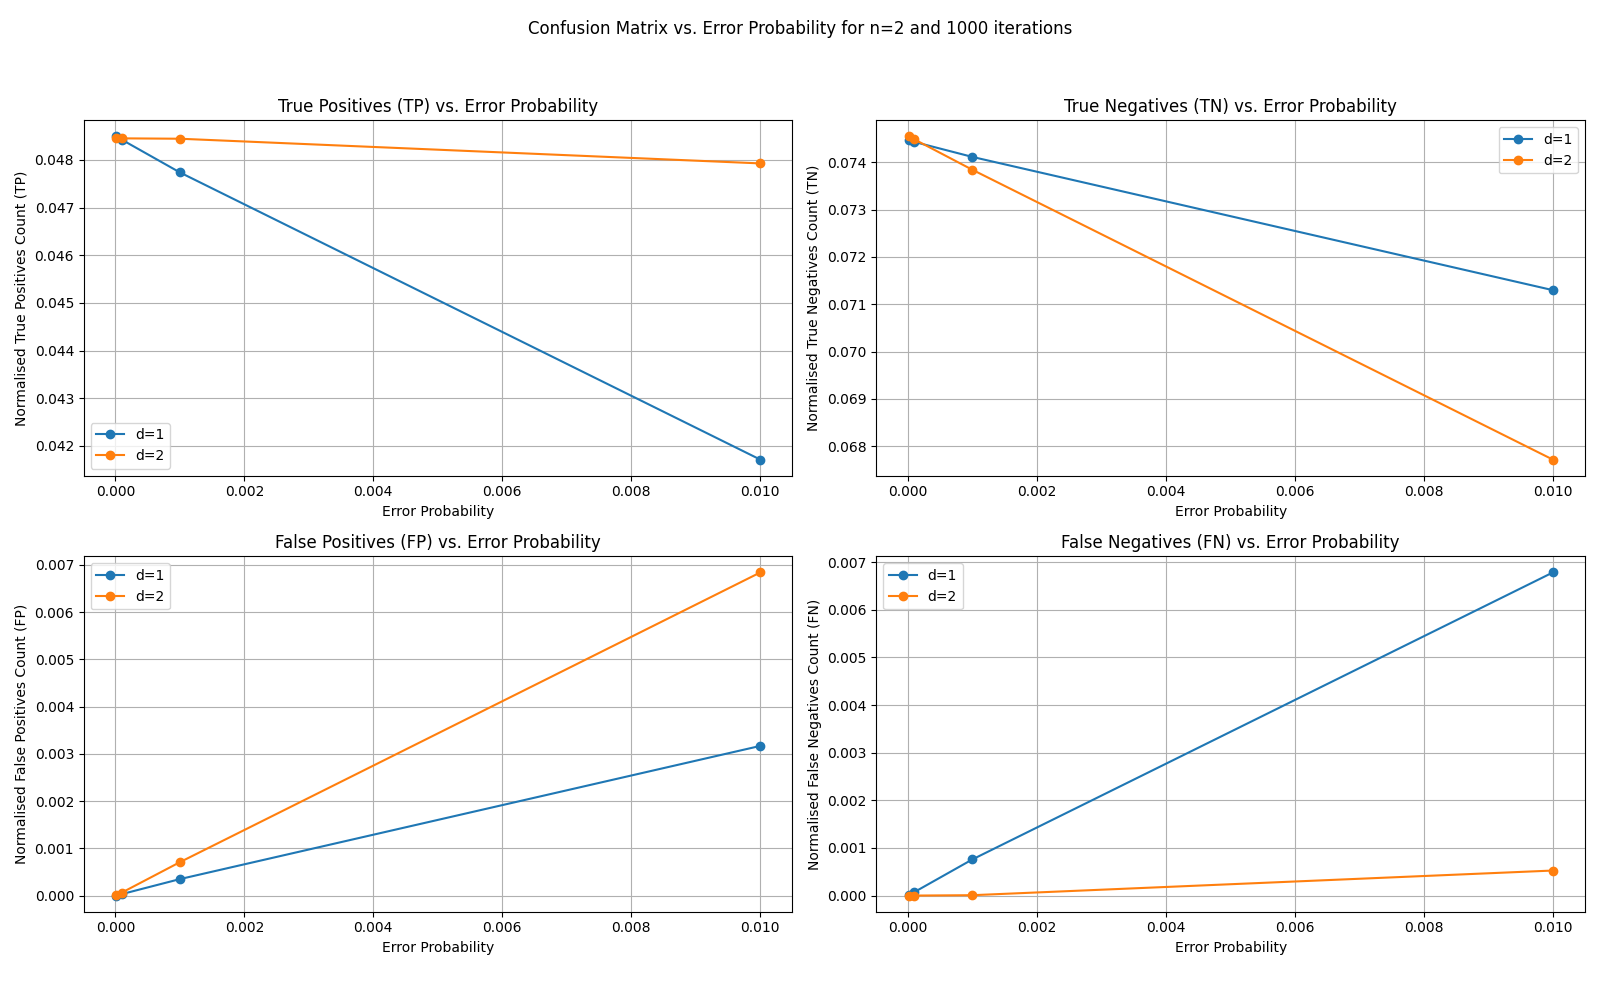 Confusion Matrix vs. Error Probability for n=2 and 1000 iterations
True Positives (TP) vs. Error Probability
Normalised True Positives Count (TP)
0.048
0.047
0.046
0.045
0.044
0.043
0.042
d=1
d=2
0.000 0.002 0.004 0.006 0.008 0.010
Error Probability
True Negatives (TN) vs. Error Probability
Normalised True Negatives Count (TN)
d=1
d=2
0.074
0.073
0.072
0.071
0.070
0.069
0.068
0.000 0.002 0.004 0.006 0.008 0.010
Error Probability
False Positives (FP) vs. Error Probability
Normalised False Positives Count (FP)
d=1
d=2
0.007
0.006
0.005
0.004
0.003
0.002
0.001
0.000
0.000 0.002 0.004 0.006 0.008 0.010
Error Probability
False Negatives (FN) vs. Error Probability
Normalised False Negatives Count (FN)
d=1
d=2
0.007
0.006
0.005
0.004
0.003
0.002
0.001
0.000
0.000 0.002 0.004 0.006 0.008 0.010
Error Probability